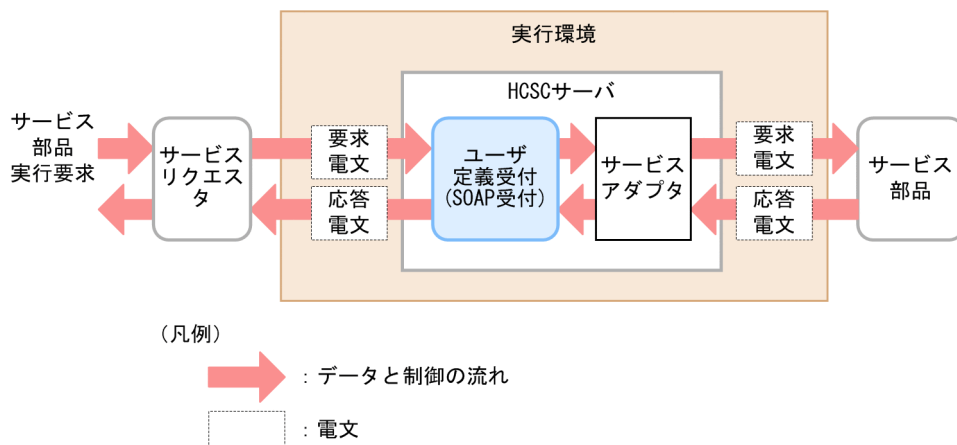 実行環境
HCSCサーバ
サービス
部品
実行要求
サービス
リクエス
タ
要求
電文
応答
電文
ユーザ
定義受付
(SOAP受付)
サービス
アダプタ
要求
電文
応答
電文
サービス
部品
(凡例)
：データと制御の流れ
：電文